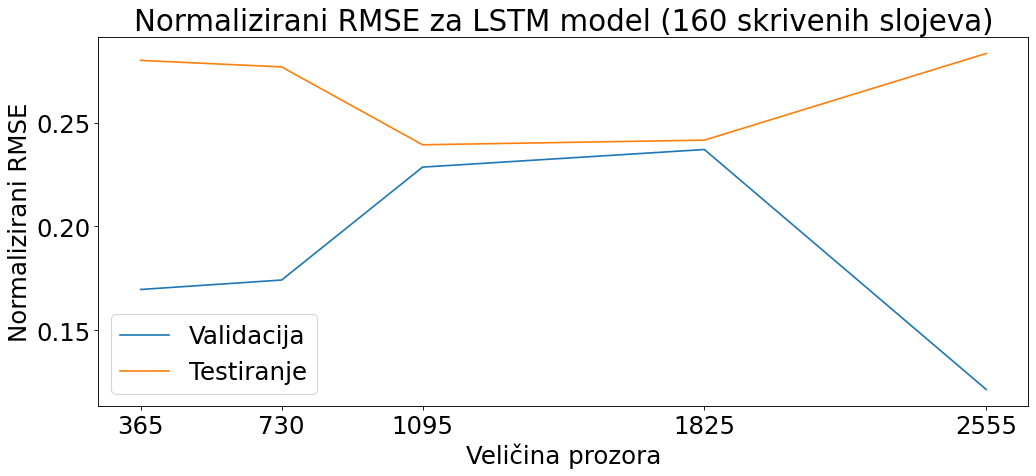 Normalizirani RMSE za LSTM model (160 skrivenih slojeva)
Normalizirani RMSE
0.25
0.20
0.15
Validacija
Testiranje
365 730 1095 1825 2555
Veličina prozora